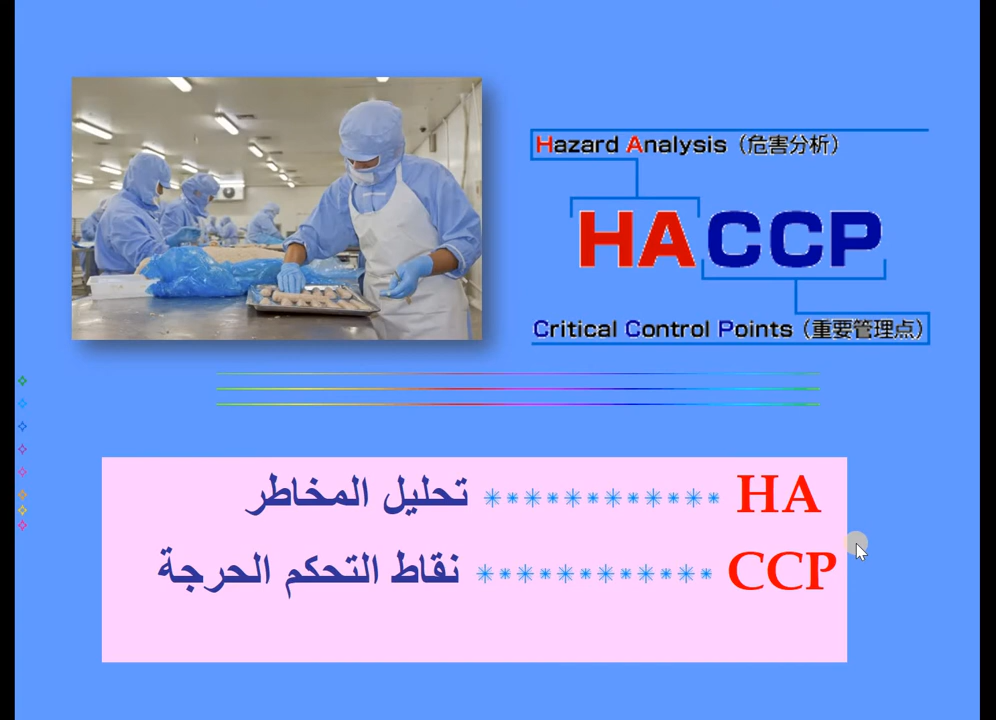 Hazard Analysis（危害分析）
HACCP
Critical Control Points（重要管理点）
HA ************ تحليل المخاطر
CCP ************ نقاط التحكم الحرجة